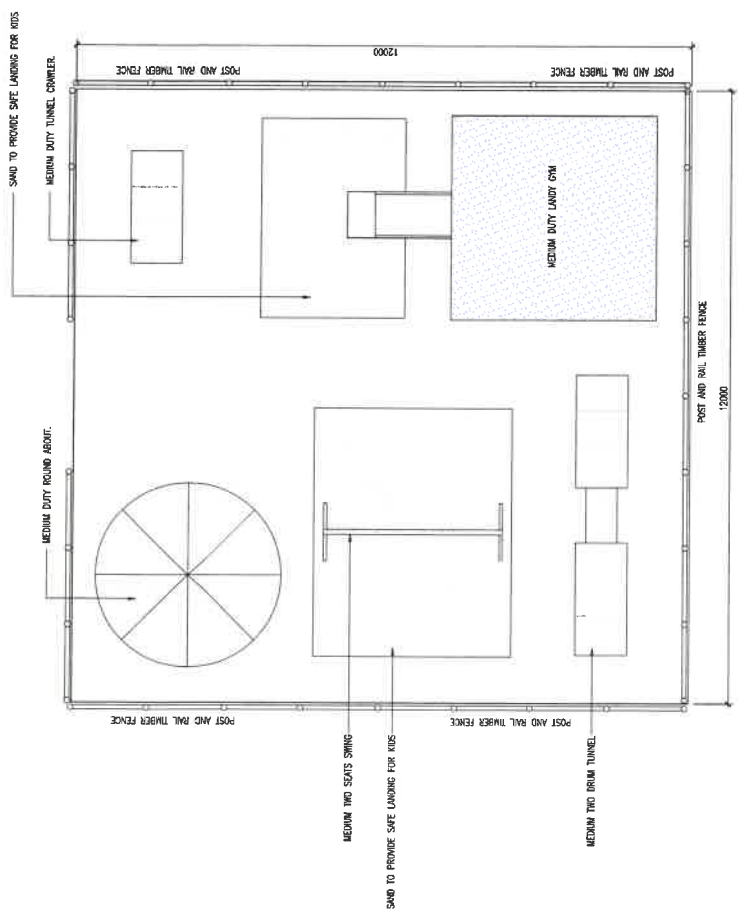 SAND TO PROVIDE SAFE LANDING FOR KIDS
MEDIUM DUTY TUNNEL CRAWLER.
MEDIUM DUTY ROUND ABOUT.
12000
POST AND RAIL TIMBER FENCE
POST AND RAIL TIMBER FENCE
MEDIUM DUTY LANDY GYM
POST AND RAIL TIMBER FENCE
12000
POST AND RAIL TIMBER FENCE
POST AND RAIL TIMBER FENCE
MEDIUM TWO SEATS SWING
SAND TO PROVIDE SAFE LANDING FOR KIDS
MEDIUM TWO DRUM TUNNEL